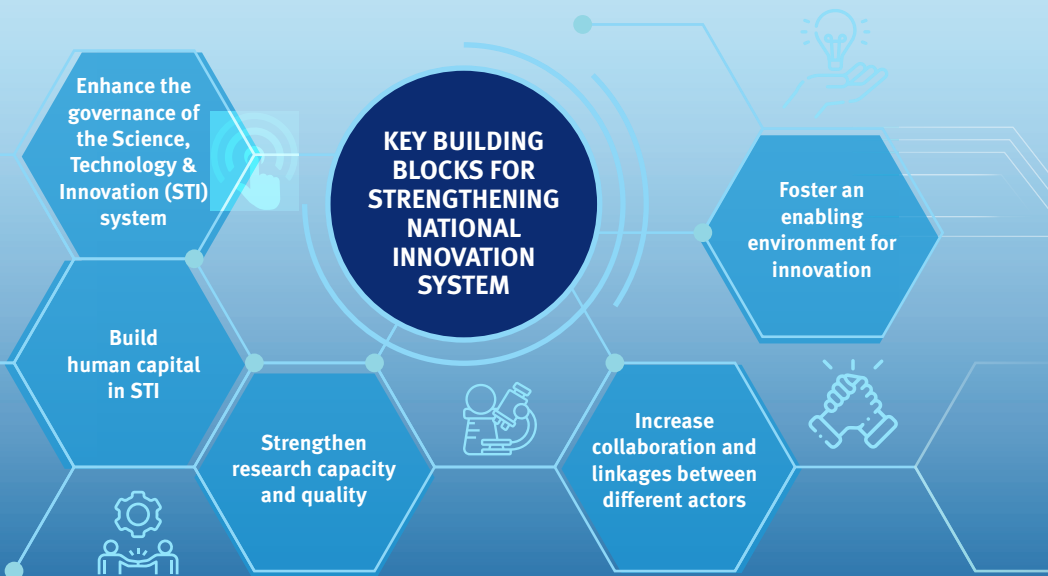 KEY BUILDING
BLOCKS FOR
STRENGTHENING
NATIONAL
INNOVATION
SYSTEM
Enhance the
governance of
the Science,
Technology &
Innovation (STI)
system
Build
human capital
in STI
Strengthen
research capacity
and quality
Increase
collaboration and
linkages between
different actors
Foster an
enabling
environment for
innovation